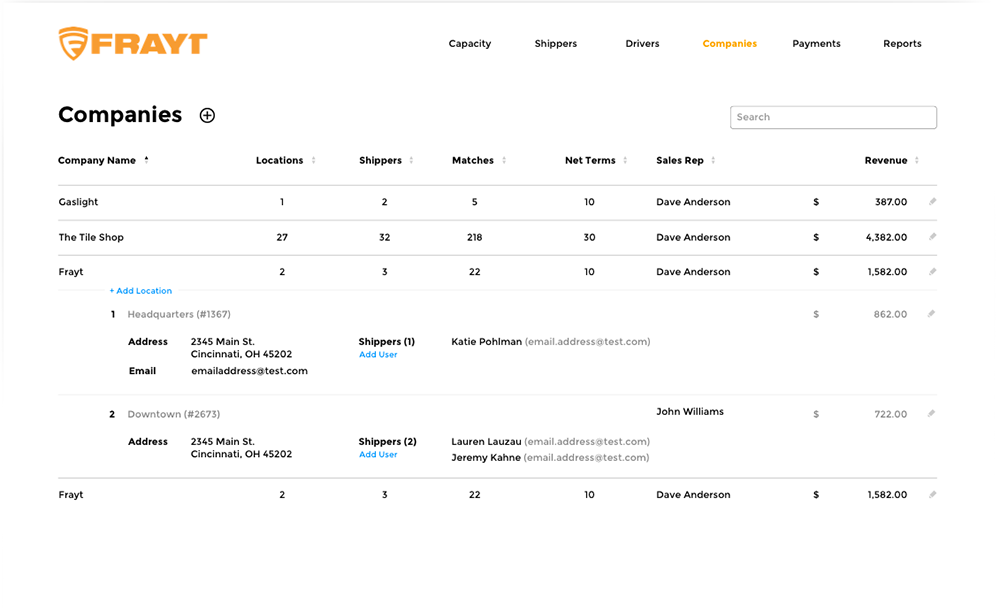 FRAYT
Capacity Shippers Drivers Companies Payments Reports
Companies
Search
Company Name Locations Shippers Matches Net Terms Sales Rep Revenue
Gaslight 1 2 5 10 Dave Anderson $ 387.00
The Tile Shop 27 32 218 30 Dave Anderson $ 4,382.00
Frayt 2 3 22 10 Dave Anderson $ 1,582.00
+ Add Location
1 Headquarters (#1367) $ 862.00
Address 2345 Main St. Shippers (1) Katie Pohlman (email.address@test.com)
Cincinnati, OH 45202 Add User
Email emailaddress@test.com
2 Downtown (#2673) John Williams $ 722.00
Address 2345 Main St. Shippers (2) Lauren Lauzau (email.address@test.com)
Cincinnati, OH 45202 Add User Jeremy Kahne (email.address@test.com)
Frayt 2 3 22 10 Dave Anderson $ 1,582.00